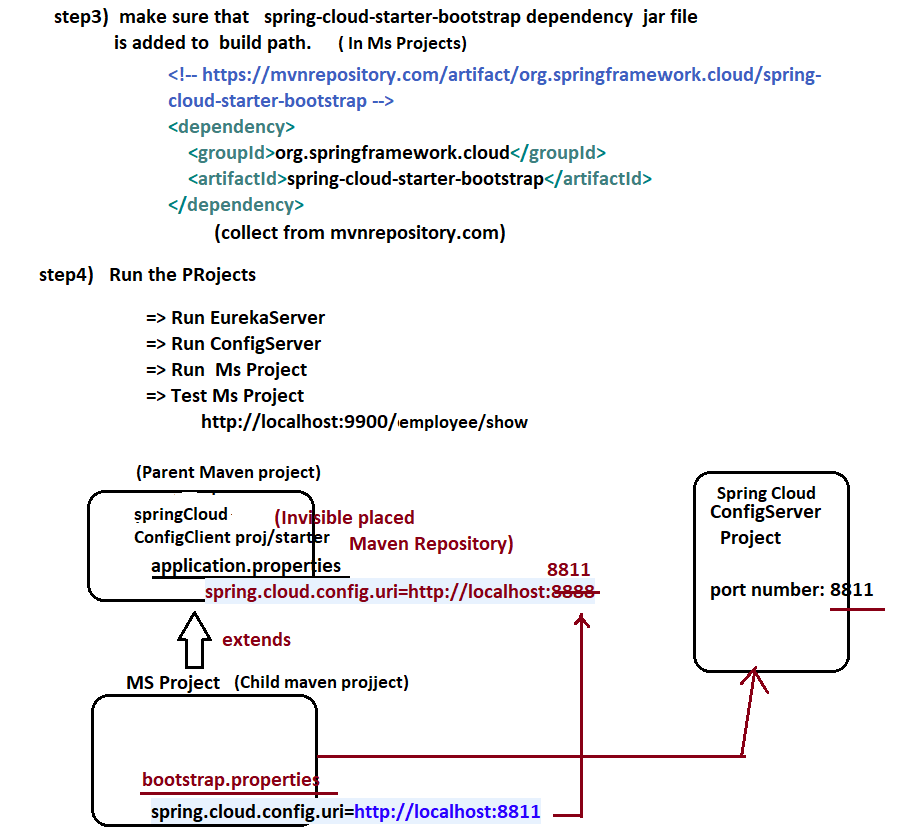 step3) make sure that spring-cloud-starter-bootstrap dependency jar file
is added to build path. ( In Ms Projects)
<!-- https://mvnrepository.com/artifact/org.springframework.cloud/spring-
cloud-starter-bootstrap -->
<dependency>
<groupId>org.springframework.cloud</groupId>
<artifactId>spring-cloud-starter-bootstrap</artifactId>
</dependency>
(collect from mvnrepository.com)
step4) Run the PRojects
=> Run EurekaServer
=> Run ConfigServer
=> Run Ms Project
=> Test Ms Project
http://localhost:9900/employee/show
(Parent Maven project)
springCloud
ConfigClient proj/starter
(Invisible placed
Maven Repository)
application.properties
8811
spring.cloud.config.uri=http://localhost:8888
extends
MS Project (Child maven projject)
bootstrap.properties
spring.cloud.config.uri=http://localhost:8811
Spring Cloud
ConfigServer
Project
port number: 8811